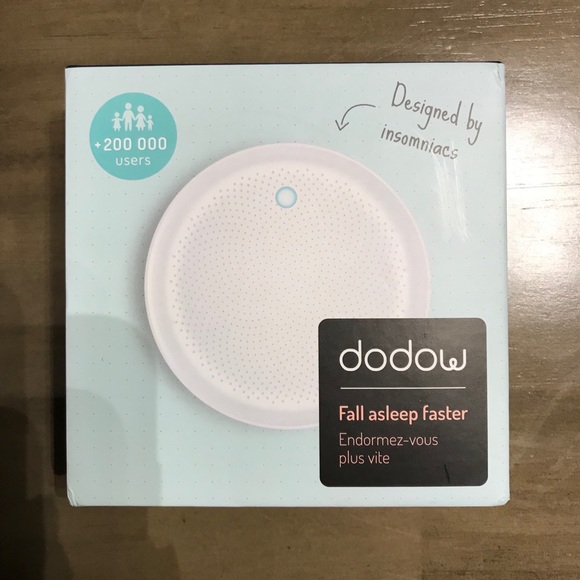 +200 000
users
Designed by
insomniacs
dodow
Fall asleep faster
Endormez-vous
plus vite